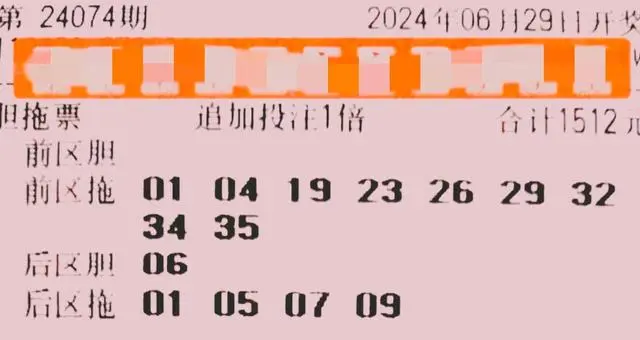 第 24074期 2024年06月29日开奖
胆拖票 追加投注1倍 合计1512元
前区胆
前区拖 01 04 19 23 26 29 32
34 35
后区胆 06
后区拖 01 05 07 09